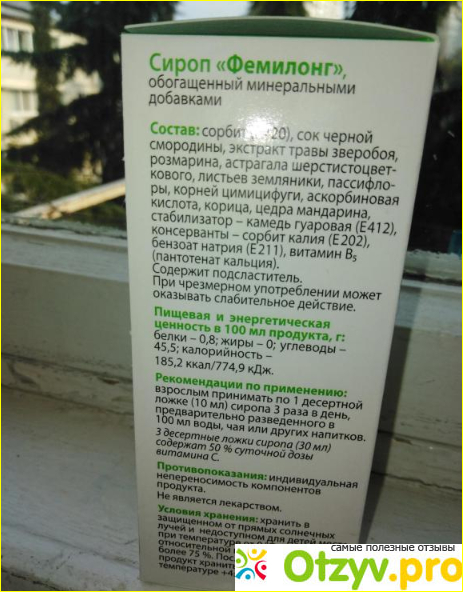 Сироп «Фемилонг»,
обогащенный минеральными
добавками
Состав: сорбит 20), сок черной
смородины, экстракт травы зверобоя,
розмарина, астрагала шерстистоцвет-
кового, листьев земляники, пассифло-
ры, корней цимицифуги, аскорбиновая
кислота, корица, цедра мандарина,
стабилизатор – камедь гуаровая (Е412),
консерванты – сорбит калия (Е202),
бензоат натрия (Е211), витамин B₅
(пантотенат кальция).
Содержит подсластитель.
При чрезмерном употреблении может
оказывать слабительное действие.
Пищевая и энергетическая
ценность в 100 мл продукта, г:
белки – 0,8; жиры – 0; углеводы –
45,5; калорийность –
185,2 ккал/774,9 кДж.
Рекомендации по применению:
взрослым принимать по 1 десертной
ложке (10 мл) сиропа 3 раза в день,
предварительно разведенного в
100 мл воды, чая или других напитков.
3 десертные ложки сиропа (30 мл)
содержат 50 % суточной дозы
витамина С.
Противопоказания: индивидуальная
непереносимость компонентов
продукта.
Не является лекарством.
Условия хранения: хранить в
защищенном от прямых солнечных
лучей и недоступном для детей
при температуре
относительной
более 75 %.
продукт хранить
температуре +4
самые полезные отзывы
Otzyv.pro